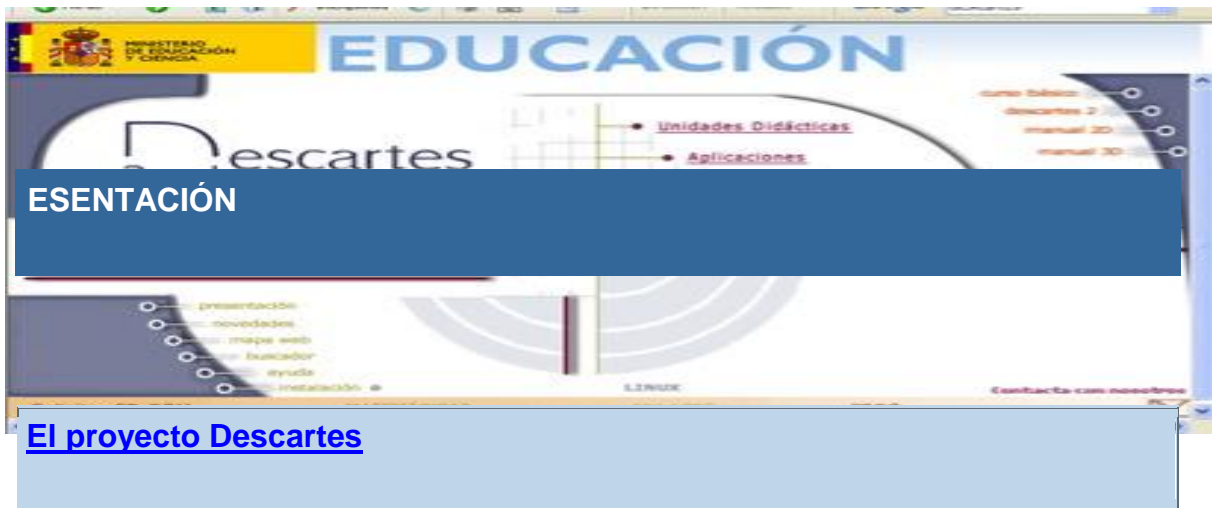 MINISTERIO
DE EDUCACIÓN
Y CIENCIA
EDUCACIÓN
curso básico
descartes 2
manual 2D
manual 3D
Descartes
Unidades Didácticas
Aplicaciones
ESENTACIÓN
presentación
novedades
mapa web
buscador
ayuda
instalación
LINUX
Contacta con nosotros
El proyecto Descartes